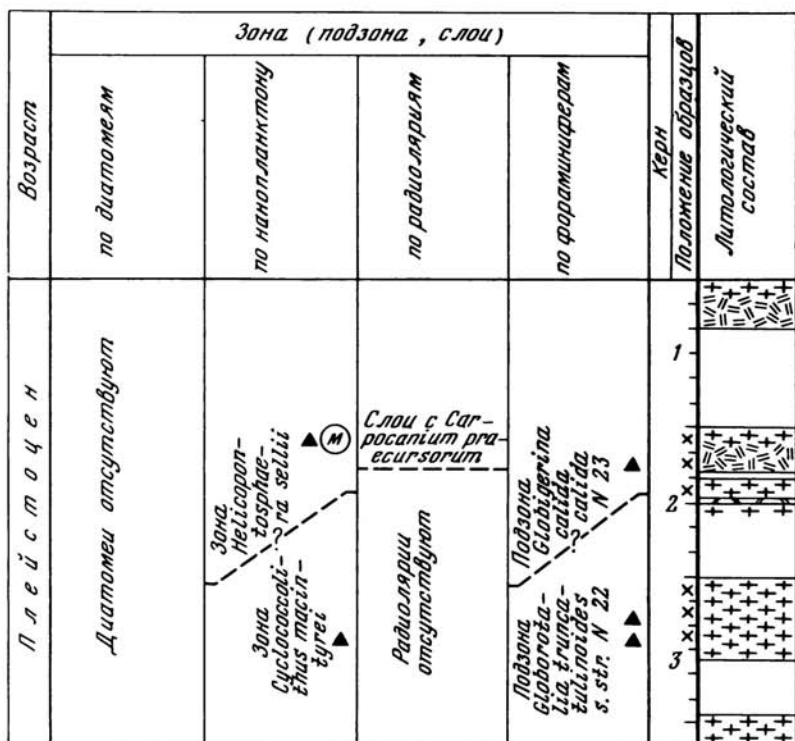 Зона (подзона, слои)
Возраст
по диатомеям
по нанопланктону
по радиоляриям
по фораминиферам
Керн
Положение образцов
Литологический
состав
Плейстоцен
Диатомеи отсутствуют
Зона
Helicopon-
tosphae-
ra sellii
M
?
Зона
Cyclococcoli-
thus macin-
tyrei
Слои с Car-
pocanium pra-
ecursorum
Радиолярии
отсутствуют
Подзона
Globigerina
calida
calida
N 23
?
Подзона
Globorota-
lia trunca-
tulinoides
s. str. N 22
1
2
3
x
x
x
x
x
x